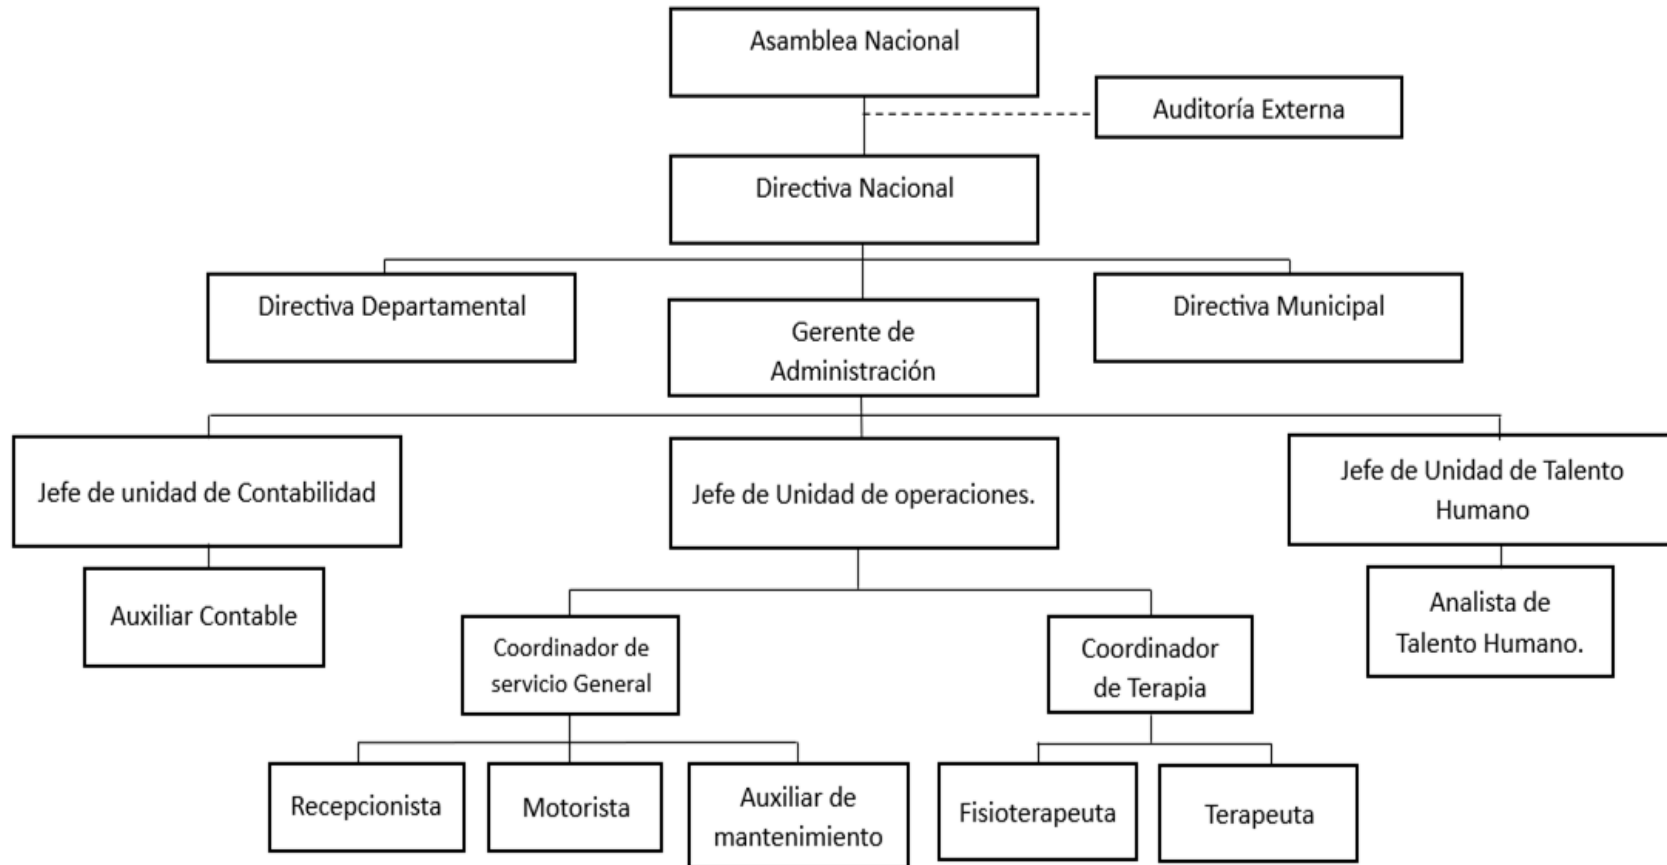 Asamblea Nacional
Auditoría Externa
Directiva Nacional
Directiva Departamental
Gerente de
Administración
Directiva Municipal
Jefe de unidad de Contabilidad
Jefe de Unidad de operaciones.
Jefe de Unidad de Talento
Humano
Auxiliar Contable
Coordinador de
servicio General
Coordinador
de Terapia
Analista de
Talento Humano.
Recepcionista
Motorista
Auxiliar de
mantenimiento
Fisioterapeuta
Terapeuta